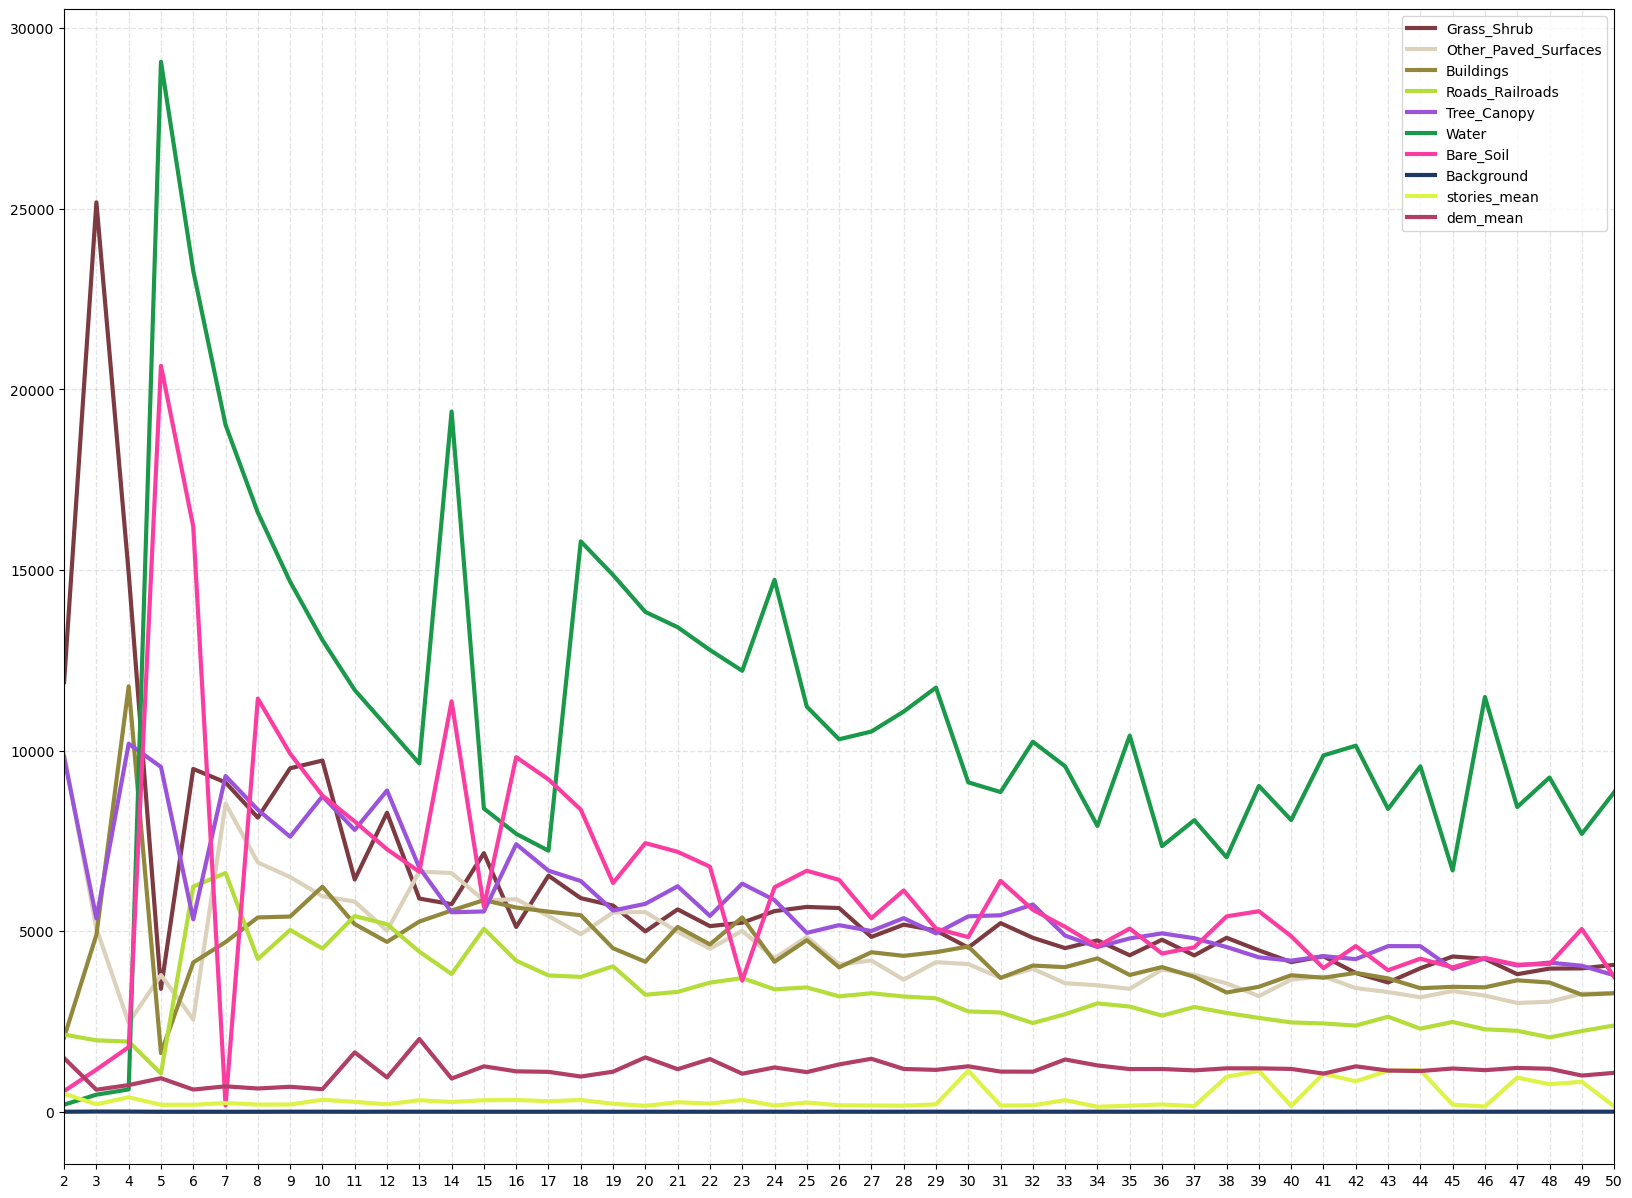 30000
25000
20000
15000
10000
5000
0
Grass_Shrub
Other_Paved_Surfaces
Buildings
Roads_Railroads
Tree_Canopy
Water
Bare_Soil
Background
stories_mean
dem_mean
2 3 4 5 6 7 8 9 10 11 12 13 14 15 16 17 18 19 20 21 22 23 24 25 26 27 28 29 30 31 32 33 34 35 36 37 38 39 40 41 42 43 44 45 46 47 48 49 50